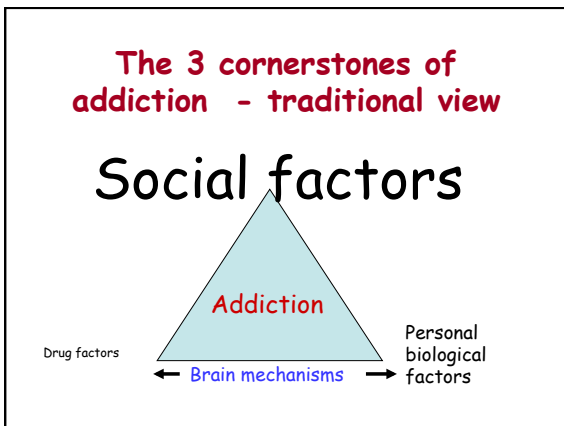 The 3 cornerstones of
addiction - traditional view
Social factors
Addiction
Drug factors
Personal
biological
factors
Brain mechanisms